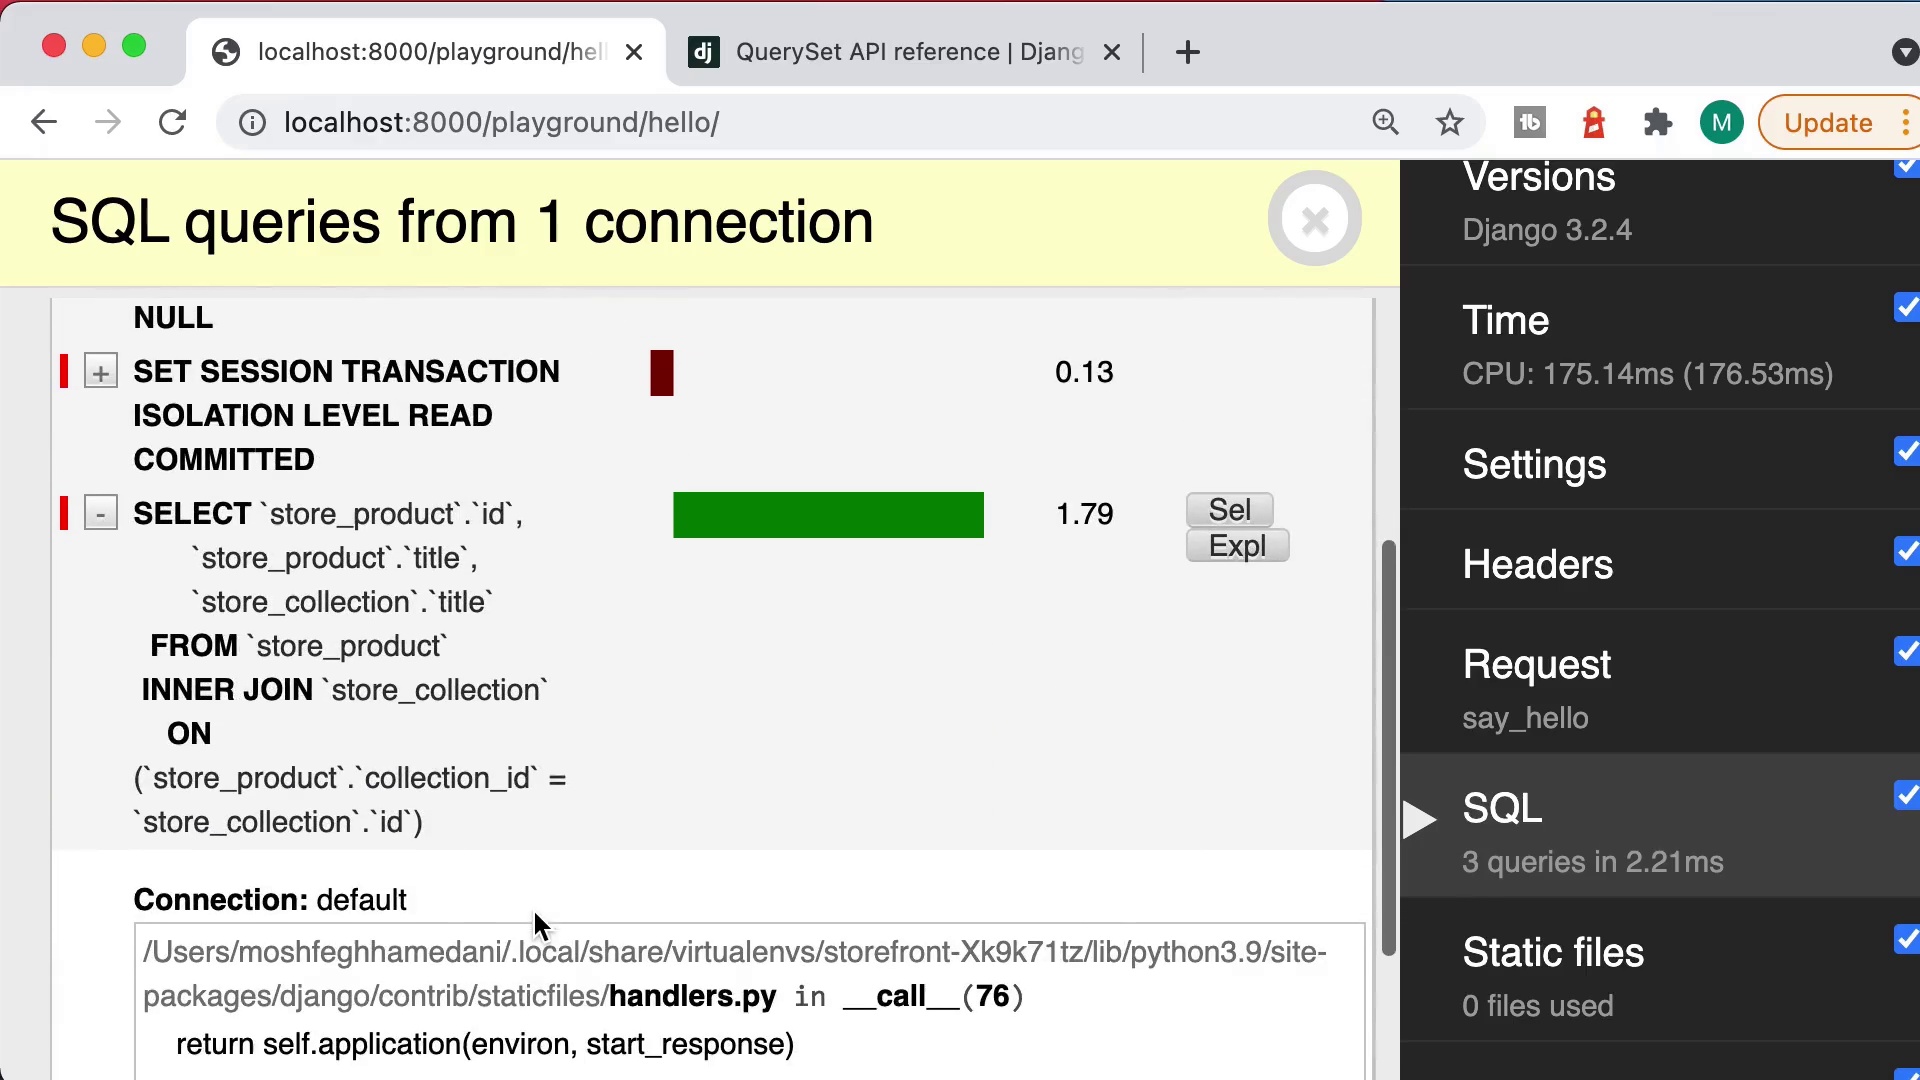 localhost:8000/playground/hel
QuerySet API reference | Djang
localhost:8000/playground/hello/
M
Update
SQL queries from 1 connection
NULL
+ SET SESSION TRANSACTION 0.13
ISOLATION LEVEL READ
COMMITTED
- SELECT `store_product`.`id`, 1.79 Sel
Expl
`store_product`.`title`,
`store_collection`.`title`
FROM `store_product`
INNER JOIN `store_collection`
ON
(`store_product`.`collection_id` =
`store_collection`.`id`)
Connection: default
/Users/moshfeghhamedani/.local/share/virtualenvs/storefront-Xk9k71tz/lib/python3.9/site-
packages/django/contrib/staticfiles/handlers.py in __call__(76)
return self.application(environ, start_response)
Versions
Django 3.2.4
Time
CPU: 175.14ms (176.53ms)
Settings
Headers
Request
say_hello
SQL
3 queries in 2.21ms
Static files
0 files used